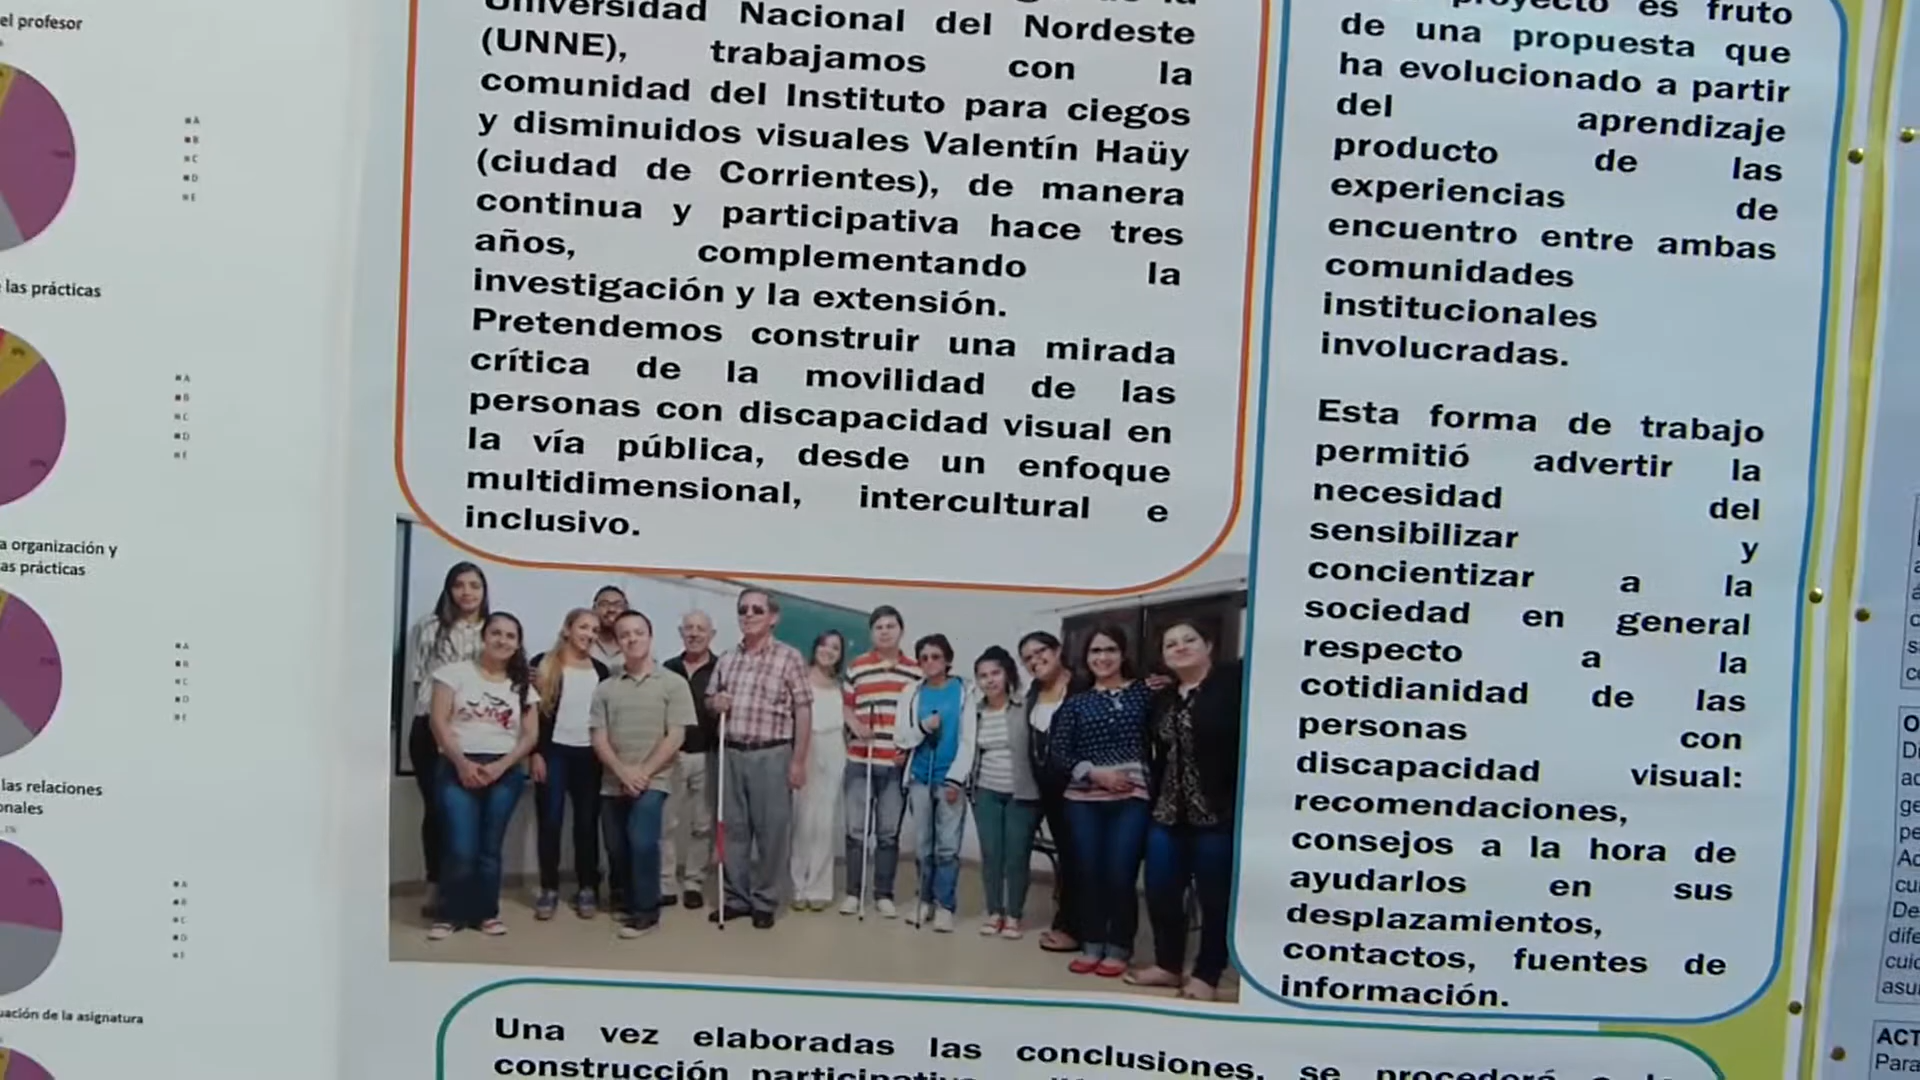 el profesor
A
B
C
D
E
las prácticas
A
B
C
D
E
a organización y
as prácticas
A
B
C
D
E
las relaciones
onales
A
B
C
D
E
uación de la asignatura
Universidad Nacional del Nordeste
(UNNE), trabajamos con la
comunidad del Instituto para ciegos
y disminuidos visuales Valentín Haüy
(ciudad de Corrientes), de manera
continua y participativa hace tres
años, complementando la
investigación y la extensión.
Pretendemos construir una mirada
crítica de la movilidad de las
personas con discapacidad visual en
la vía pública, desde un enfoque
multidimensional, intercultural e
inclusivo.
proyecto es fruto
de una propuesta que
ha evolucionado a partir
del aprendizaje
producto de las
experiencias de
encuentro entre ambas
comunidades
institucionales
involucradas.
Esta forma de trabajo
permitió advertir la
necesidad del
sensibilizar y
concientizar a la
sociedad en general
respecto a la
cotidianidad de las
personas con
discapacidad visual:
recomendaciones,
consejos a la hora de
ayudarlos en sus
desplazamientos,
contactos, fuentes de
información.
Una vez elaboradas las conclusiones, se procederá
construcción
ACT
Para